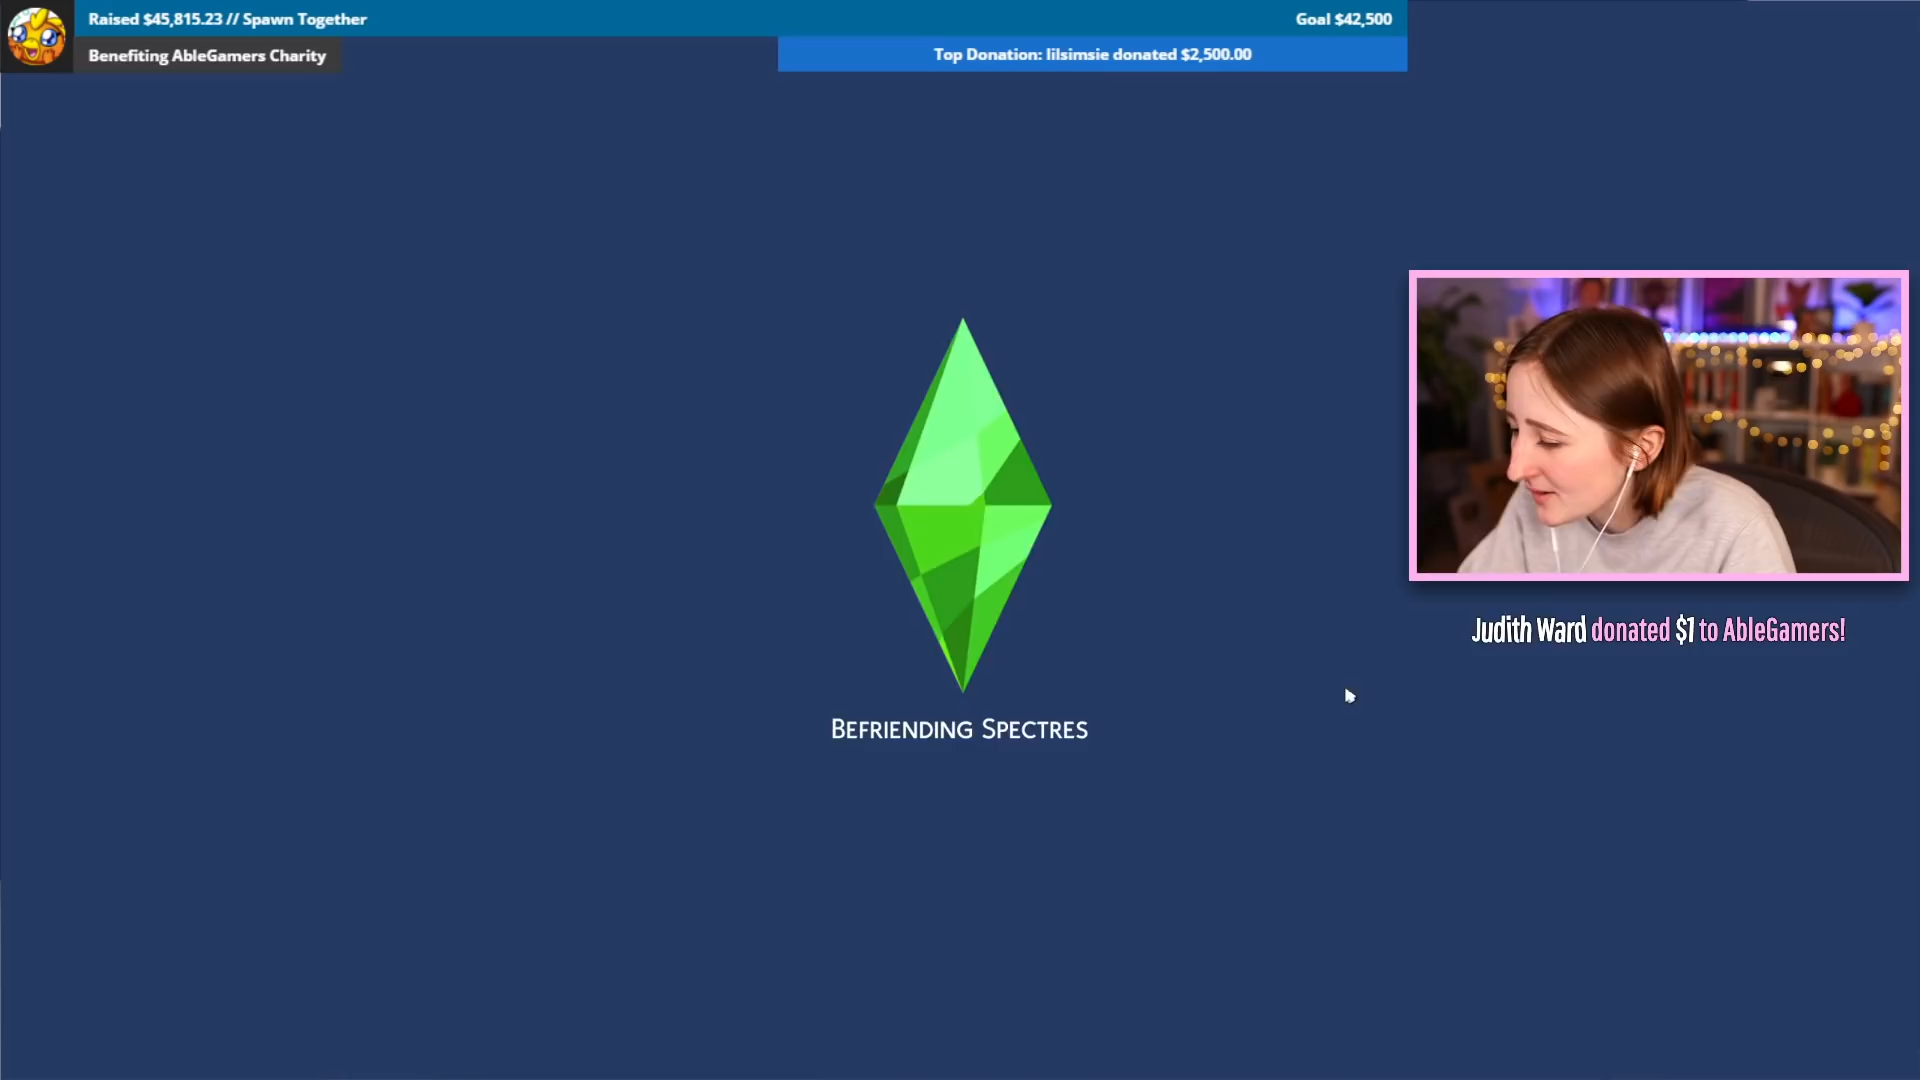 Raised $45,815.23 // Spawn Together
Goal $42,500
Benefiting AbleGamers Charity
Top Donation: lilsimsie donated $2,500.00
Judith Ward donated $1 to AbleGamers!
Befriending Spectres